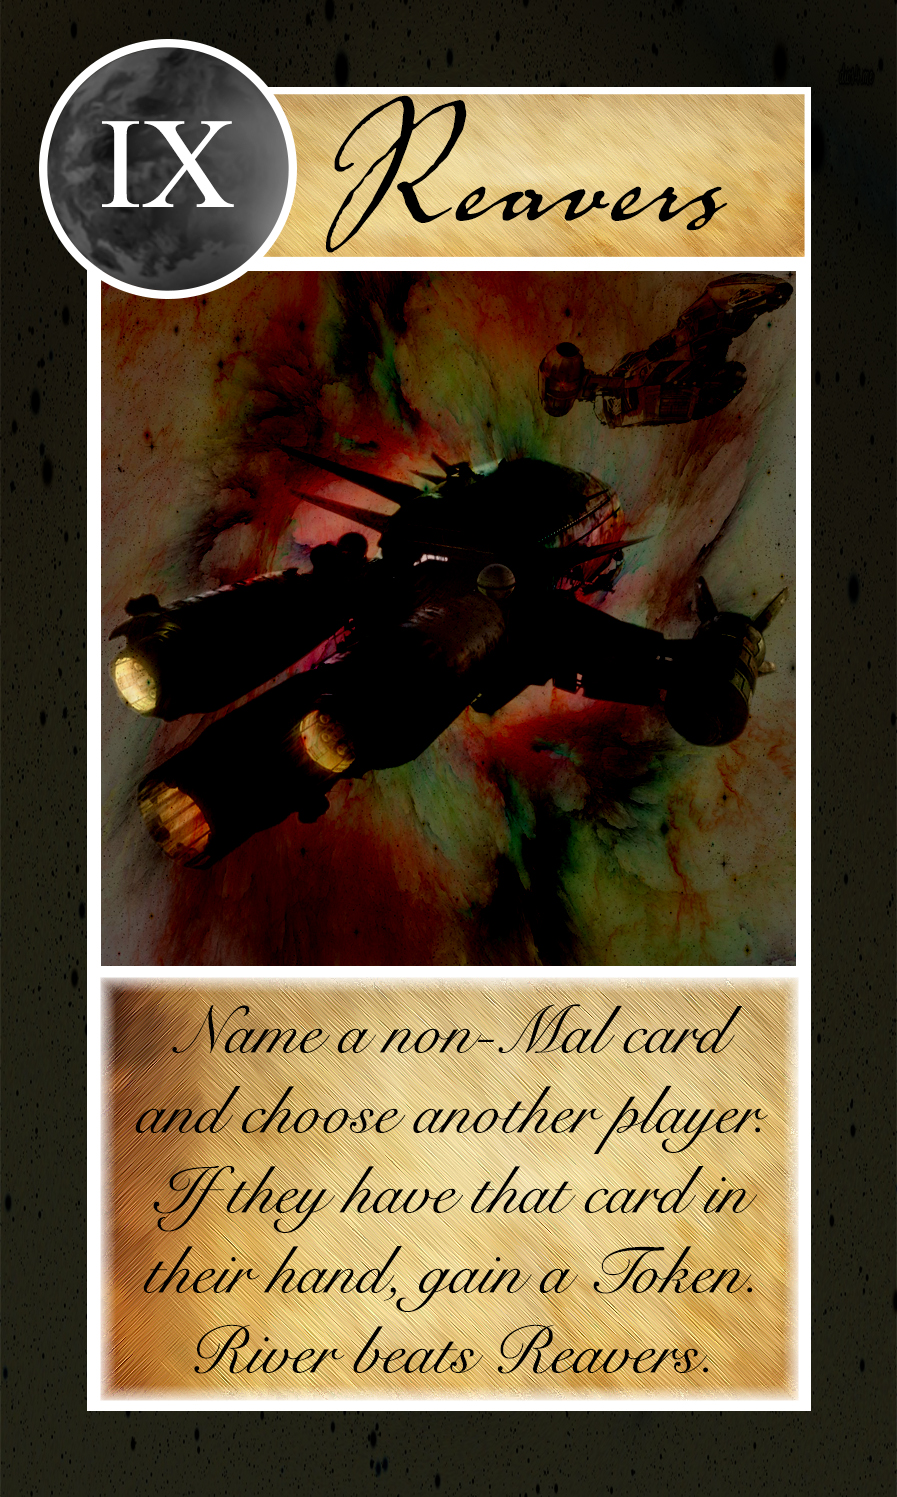 IX
Reavers
Name a non-Mal card
and choose another player.
If they have that card in
their hand, gain a Token.
River beats Reavers.